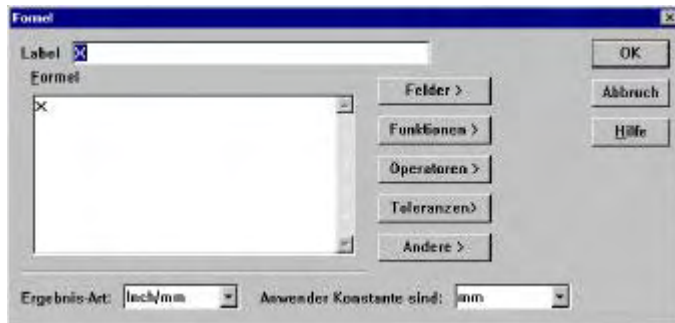 Formel
Label X
OK
Formel
X
Felder >
Abbruch
Funktionen >
Hilfe
Operatoren >
Toleranzen>
Andere >
Ergebnis-Art: Inch/mm Anwender Konstante sind: mm